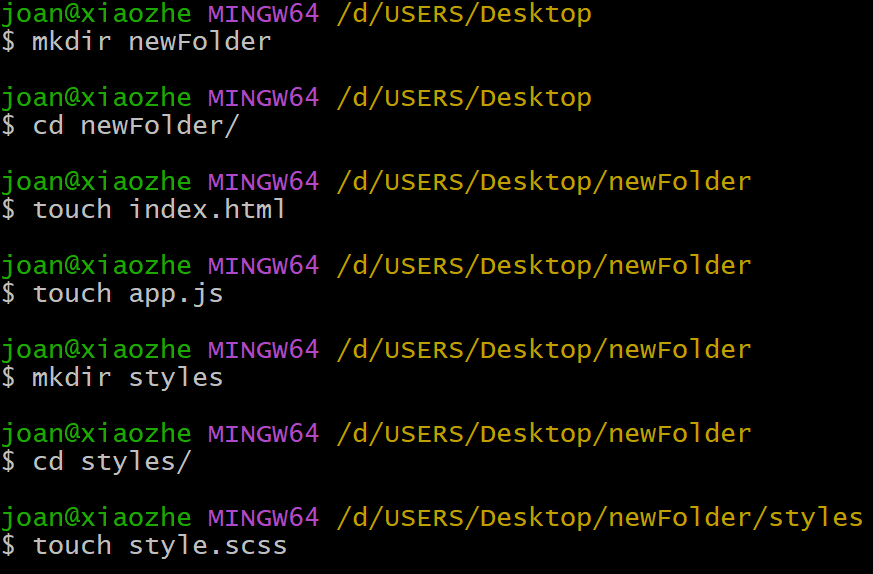 joan@xiaozhe MINGW64 /d/USERS/Desktop
$ mkdir newFolder
joan@xiaozhe MINGW64 /d/USERS/Desktop
$ cd newFolder/
joan@xiaozhe MINGW64 /d/USERS/Desktop/newFolder
$ touch index.html
joan@xiaozhe MINGW64 /d/USERS/Desktop/newFolder
$ touch app.js
joan@xiaozhe MINGW64 /d/USERS/Desktop/newFolder
$ mkdir styles
joan@xiaozhe MINGW64 /d/USERS/Desktop/newFolder
$ cd styles/
joan@xiaozhe MINGW64 /d/USERS/Desktop/newFolder/styles
$ touch style.scss